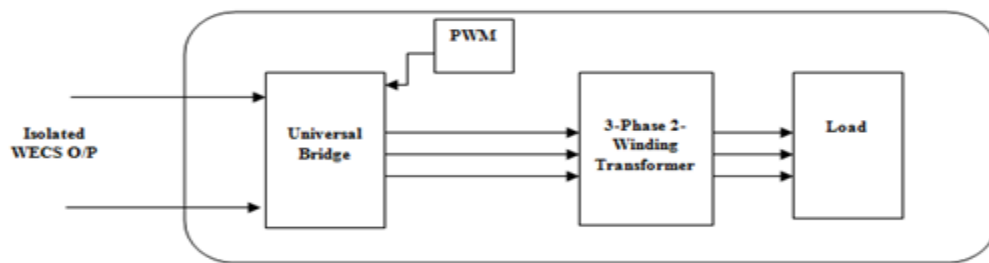 PWM
Isolated
WECS O/P
Universal
Bridge
3-Phase 2-
Winding
Transformer
Load